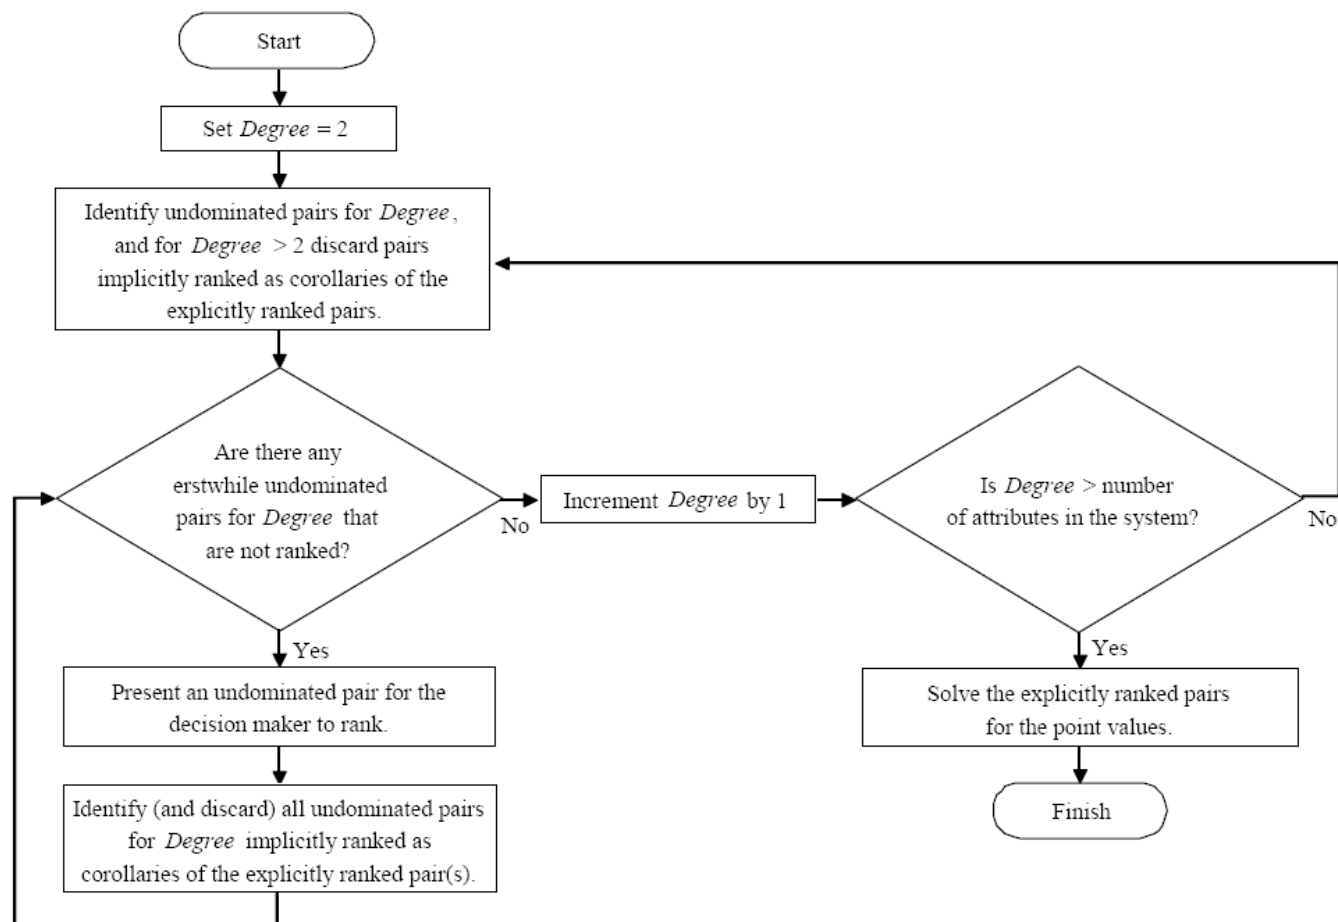 Start
Set Degree = 2
Identify undominated pairs for Degree,
and for Degree > 2 discard pairs
implicitly ranked as corollaries of the
explicitly ranked pairs.
Are there any
erstwhile undominated
pairs for Degree that
are not ranked?
No
Increment Degree by 1
Is Degree > number
of attributes in the system?
No
Yes
Present an undominated pair for the
decision maker to rank.
Identify (and discard) all undominated pairs
for Degree implicitly ranked as
corollaries of the explicitly ranked pair(s).
Yes
Solve the explicitly ranked pairs
for the point values.
Finish